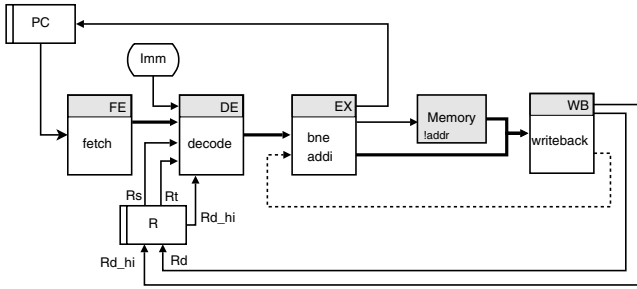 PC
Imm
FE
DE
EX
WB
fetch
decode
bne
addi
Memory
!addr
writeback
Rs
Rt
Rd_hi
R
Rd_hi
Rd